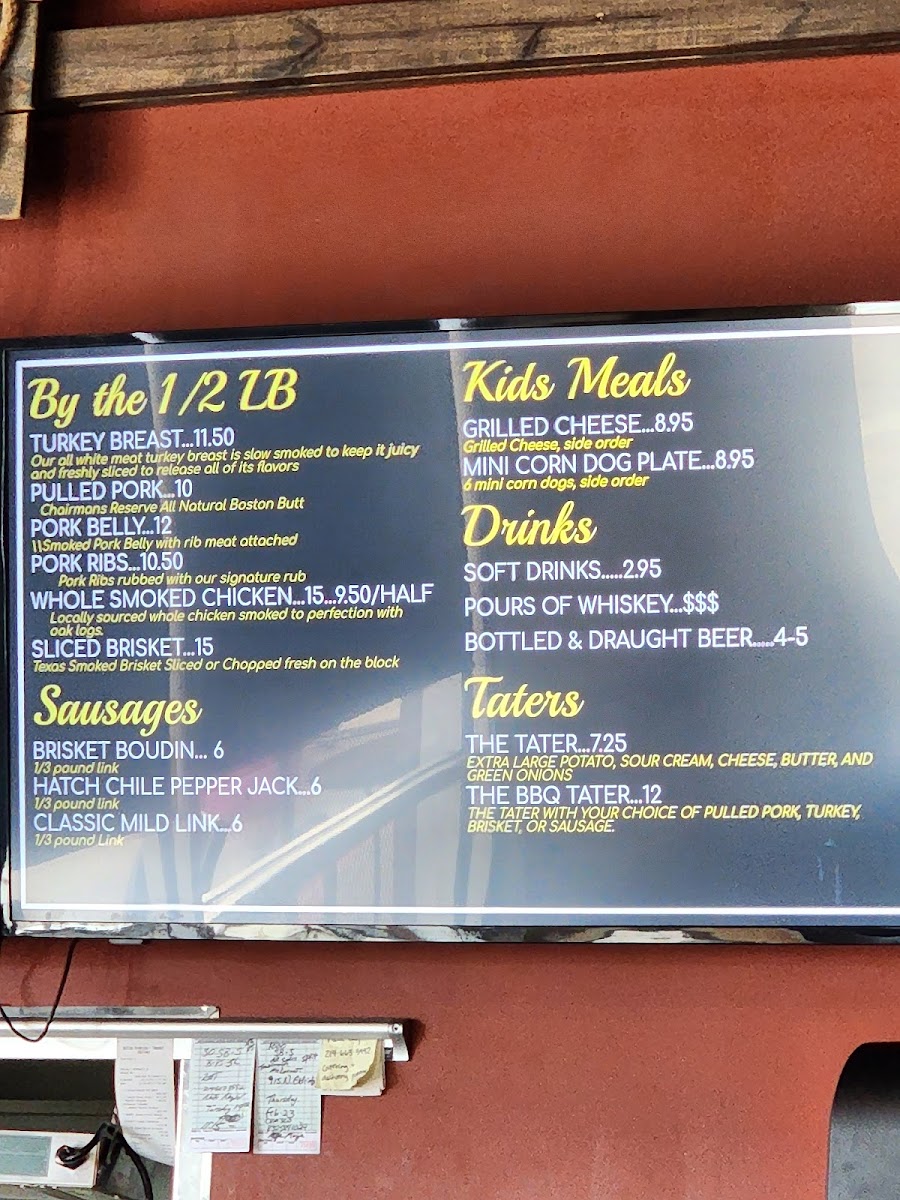 By the 1/2 LB
TURKEY BREAST...11.50
Our all white meat turkey breast is slow smoked to keep it juicy
and freshly sliced to release all of its flavors
PULLED PORK...10
Chairmans Reserve All Natural Boston Butt
PORK BELLY...12
\\Smoked Pork Belly with rib meat attached
PORK RIBS...10.50
Pork Ribs rubbed with our signature rub
WHOLE SMOKED CHICKEN...15...9.50/HALF
Locally sourced whole chicken smoked to perfection with
oak logs.
SLICED BRISKET...15
Texas Smoked Brisket Sliced or Chopped fresh on the block
Sausages
BRISKET BOUDIN... 6
1/3 pound link
HATCH CHILE PEPPER JACK...6
1/3 pound link
CLASSIC MILD LINK...6
1/3 pound Link
Kids Meals
GRILLED CHEESE...8.95
Grilled Cheese, side order
MINI CORN DOG PLATE...8.95
6 mini corn dogs, side order
Drinks
SOFT DRINKS.....2.95
POURS OF WHISKEY...$$$
BOTTLED & DRAUGHT BEER.....4-5
Taters
THE TATER...7.25
EXTRA LARGE POTATO, SOUR CREAM, CHEESE, BUTTER, AND
GREEN ONIONS
THE BBQ TATER...12
THE TATER WITH YOUR CHOICE OF PULLED PORK, TURKEY,
BRISKET, OR SAUSAGE.
Thursday
Feb 23